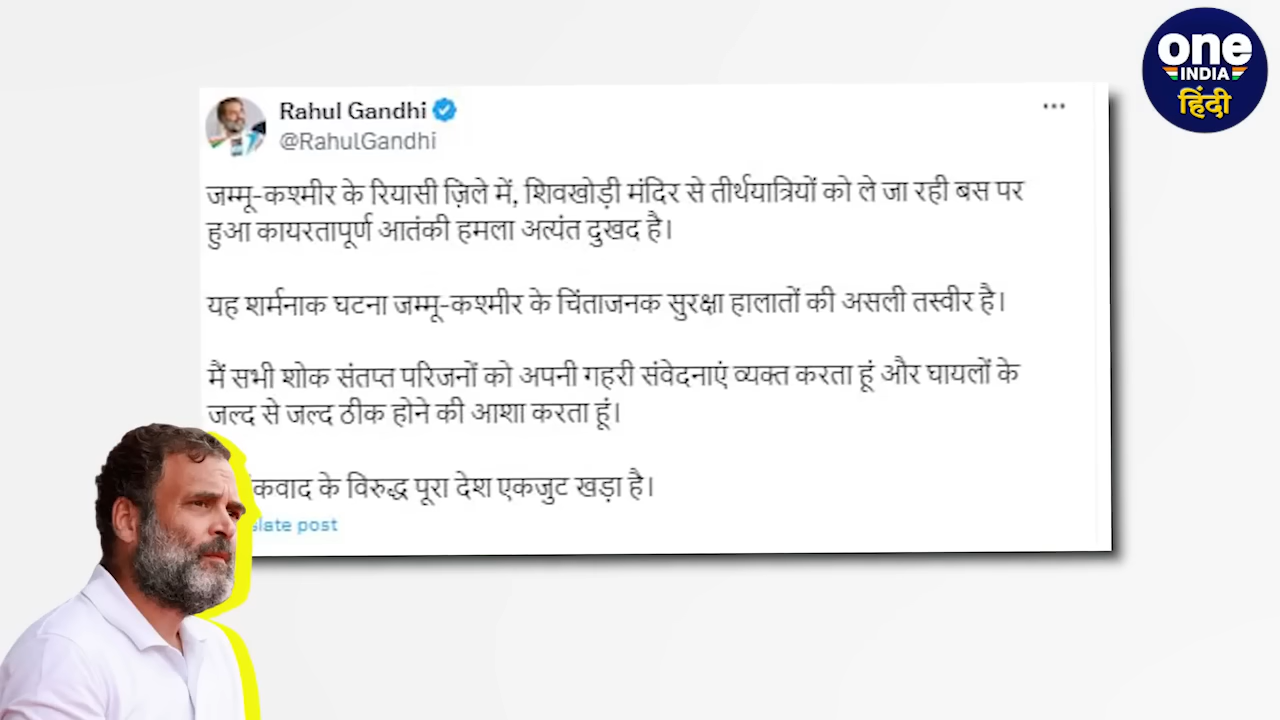 one
INDIA
हिंदी
Rahul Gandhi
@RahulGandhi
जम्मू-कश्मीर के रियासी ज़िले में, शिवखोड़ी मंदिर से तीर्थयात्रियों को ले जा रही बस पर
हुआ कायरतापूर्ण आतंकी हमला अत्यंत दुखद है।
यह शर्मनाक घटना जम्मू-कश्मीर के चिंताजनक सुरक्षा हालातों की असली तस्वीर है।
मैं सभी शोक संतप्त परिजनों को अपनी गहरी संवेदनाएं व्यक्त करता हूं और घायलों के
जल्द से जल्द ठीक होने की आशा करता हूं।
के विरुद्ध पूरा देश एकजुट खड़ा है।
post